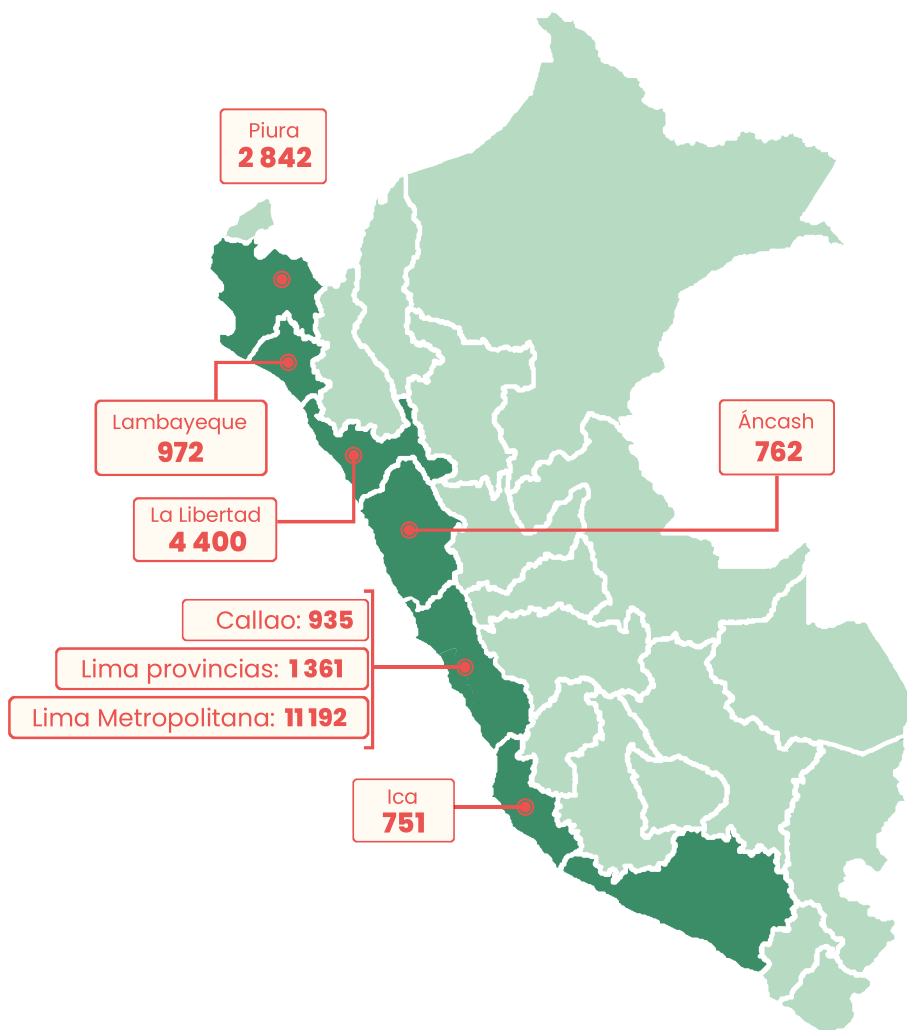 Piura
2 842
Lambayeque
972
Áncash
762
La Libertad
4 400
Callao: 935
Lima provincias: 1 361
Lima Metropolitana: 11 192
Ica
751